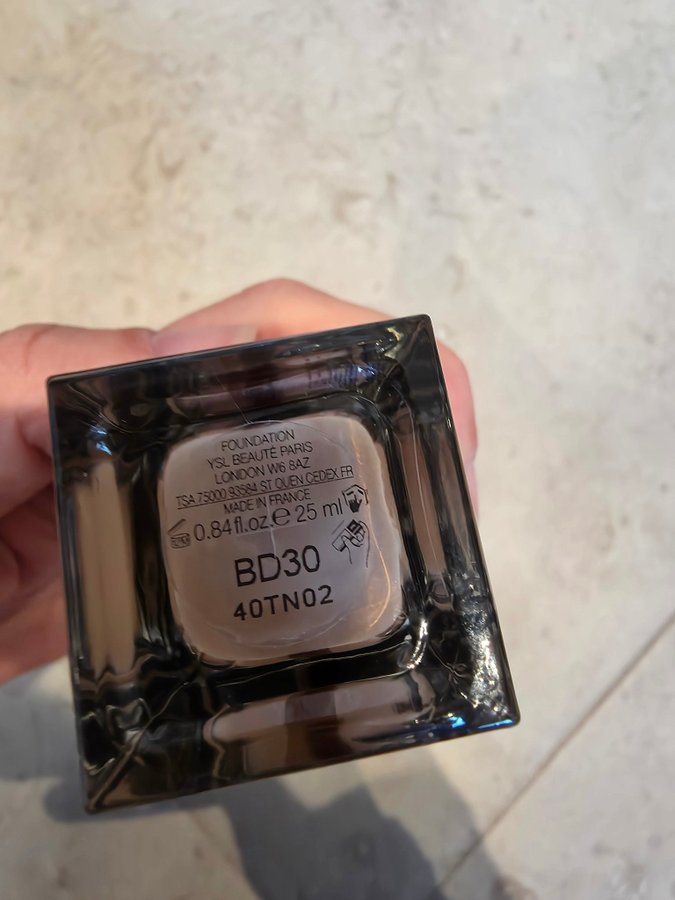 FOUNDATION
YSL BEAUTÉ PARIS
LONDON W6 8AZ
TSA 75000 93584 ST OUEN CEDEX FR
MADE IN FRANCE
0.84fl.oz.e 25 ml
BD30
40TN02